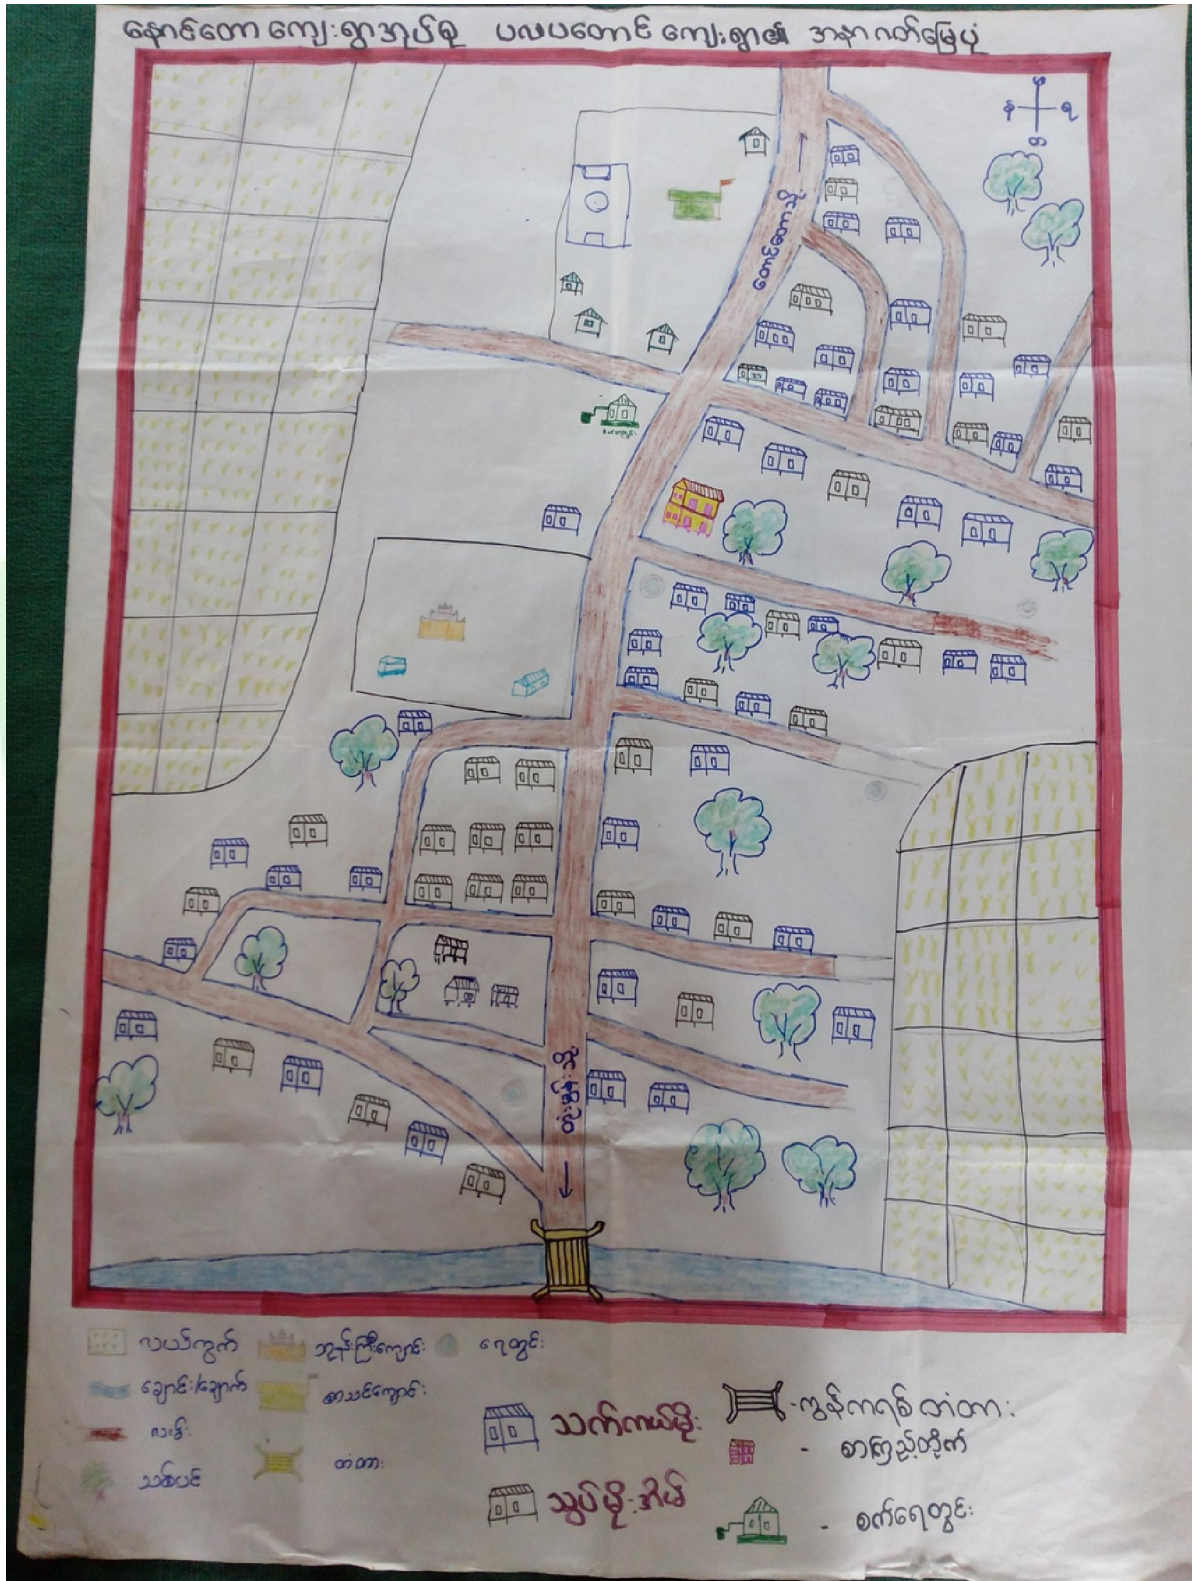 နောင်တော ကျေးရွာအုပ်စု ပလပတောင် ကျေးရွာ၏ အနာဂတ်မြေပုံ
တောင်တောသို့
လယ်ကွက်
ဘုန်းကြီးကျောင်း
ရေတွင်း
ချောင်း/မြောက်
စာသင်ကျောင်း
လမ်း
သစ်ပင်
တံတား
သက်ကယ်မိုး
သွပ်မိုးအိမ်
ကွန်ကရစ်တံတား
- စာကြည့်တိုက်
- စက်ရေတွင်း